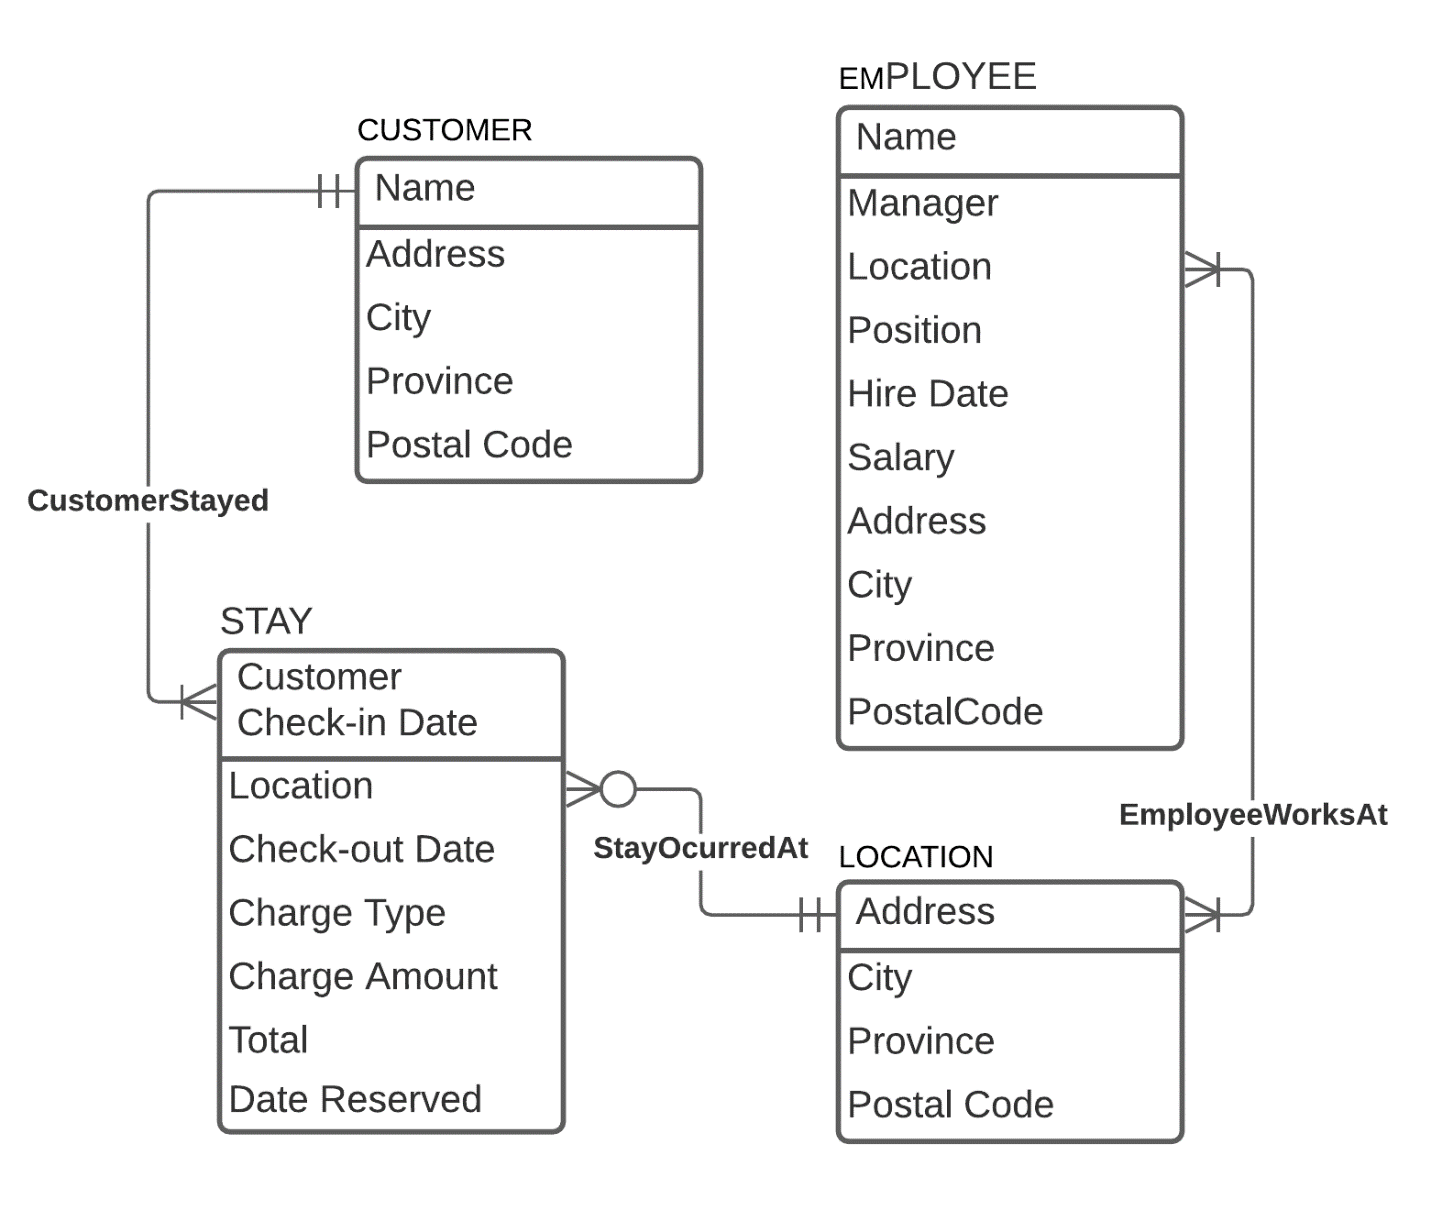 EMPLOYEE
Name
Manager
Location
Position
Hire Date
Salary
Address
City
Province
PostalCode
CUSTOMER
Name
Address
City
Province
Postal Code
CustomerStayed
STAY
Customer
Check-in Date
Location
Check-out Date
Charge Type
Charge Amount
Total
Date Reserved
StayOcurredAt
EmployeeWorksAt
LOCATION
Address
City
Province
Postal Code